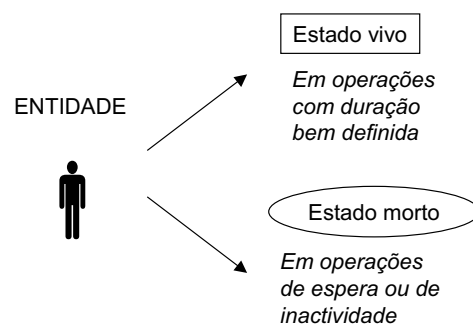 Estado vivo
Em operações
com duração
bem definida
ENTIDADE
Estado morto
Em operações
de espera ou de
inactividade